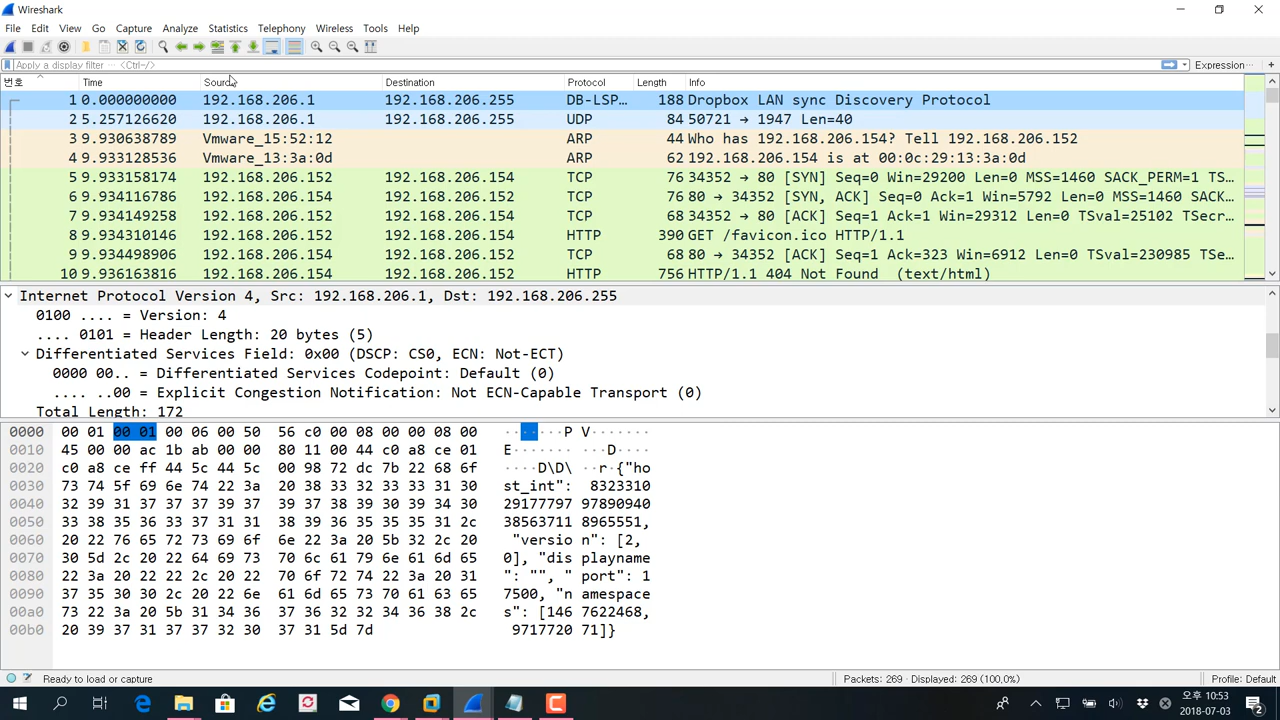 Wireshark
File Edit View Go Capture Analyze Statistics Telephony Wireless Tools Help
Apply a display filter ... <Ctrl-/> Expression... +
번호 Time Source Destination Protocol Length Info
1 0.000000000 192.168.206.1 192.168.206.255 DB-LSP... 188 Dropbox LAN sync Discovery Protocol
2 5.257126620 192.168.206.1 192.168.206.255 UDP 84 50721 → 1947 Len=40
3 9.930638789 Vmware_15:52:12 ARP 44 Who has 192.168.206.154? Tell 192.168.206.152
4 9.933128536 Vmware_13:3a:0d ARP 62 192.168.206.154 is at 00:0c:29:13:3a:0d
5 9.933158174 192.168.206.152 192.168.206.154 TCP 76 34352 → 80 [SYN] Seq=0 Win=29200 Len=0 MSS=1460 SACK_PERM=1 TS...
6 9.934116786 192.168.206.154 192.168.206.152 TCP 76 80 → 34352 [SYN, ACK] Seq=0 Ack=1 Win=5792 Len=0 MSS=1460 SAC...
7 9.934149258 192.168.206.152 192.168.206.154 TCP 68 34352 → 80 [ACK] Seq=1 Ack=1 Win=29312 Len=0 TSval=25102 TSecr...
8 9.934310146 192.168.206.152 192.168.206.154 HTTP 390 GET /favicon.ico HTTP/1.1
9 9.934498906 192.168.206.154 192.168.206.152 TCP 68 80 → 34352 [ACK] Seq=1 Ack=323 Win=6912 Len=0 TSval=230985 TSe...
10 9.936163816 192.168.206.154 192.168.206.152 HTTP 756 HTTP/1.1 404 Not Found (text/html)
Internet Protocol Version 4, Src: 192.168.206.1, Dst: 192.168.206.255
0100 .... = Version: 4
.... 0101 = Header Length: 20 bytes (5)
Differentiated Services Field: 0x00 (DSCP: CS0, ECN: Not-ECT)
0000 00.. = Differentiated Services Codepoint: Default (0)
.... ..00 = Explicit Congestion Notification: Not ECN-Capable Transport (0)
Total Length: 172
0000 00 01 00 01 00 06 00 50 56 c0 00 08 00 00 08 00 ·······P V·······
0010 45 00 00 ac 1b ab 00 00 80 11 00 44 c0 a8 ce 01 E······· ···D····
0020 c0 a8 ce ff 44 5c 44 5c 00 98 72 dc 7b 22 68 6f ····D\D\ ··r·{"ho
0030 73 74 5f 69 6e 74 22 3a 20 38 33 32 33 33 31 30 st_int": 8323310
0040 32 39 31 37 37 37 39 37 39 37 38 39 30 39 34 30 29177797 97890940
0050 33 38 35 36 33 37 31 31 38 39 36 35 35 35 31 2c 38563711 8965551,
0060 20 22 76 65 72 73 69 6f 6e 22 3a 20 5b 32 2c 20 "versio n": [2,
0070 30 5d 2c 20 22 64 69 73 70 6c 61 79 6e 61 6d 65 0], "dis playname
0080 22 3a 20 22 22 2c 20 22 70 6f 72 74 22 3a 20 31 ": "", " port": 1
0090 37 35 30 30 2c 20 22 6e 61 6d 65 73 70 61 63 65 7500, "n amespace
00a0 73 22 3a 20 5b 31 34 36 37 36 32 32 34 36 38 2c s": [146 7622468,
00b0 20 39 37 31 37 37 32 30 37 31 5d 7d 9717720 71]}
Ready to load or capture Packets: 269 · Displayed: 269 (100.0%) Profile: Default
오후 10:53
2018-07-03
2